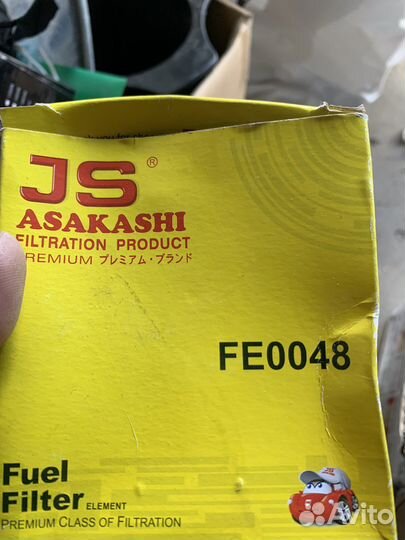 JS®
ASAKASHI
FILTRATION PRODUCT
PREMIUM プレミアム・ブランド
FE0048
Fuel
Filter ELEMENT
PREMIUM CLASS OF FILTRATION
Avito